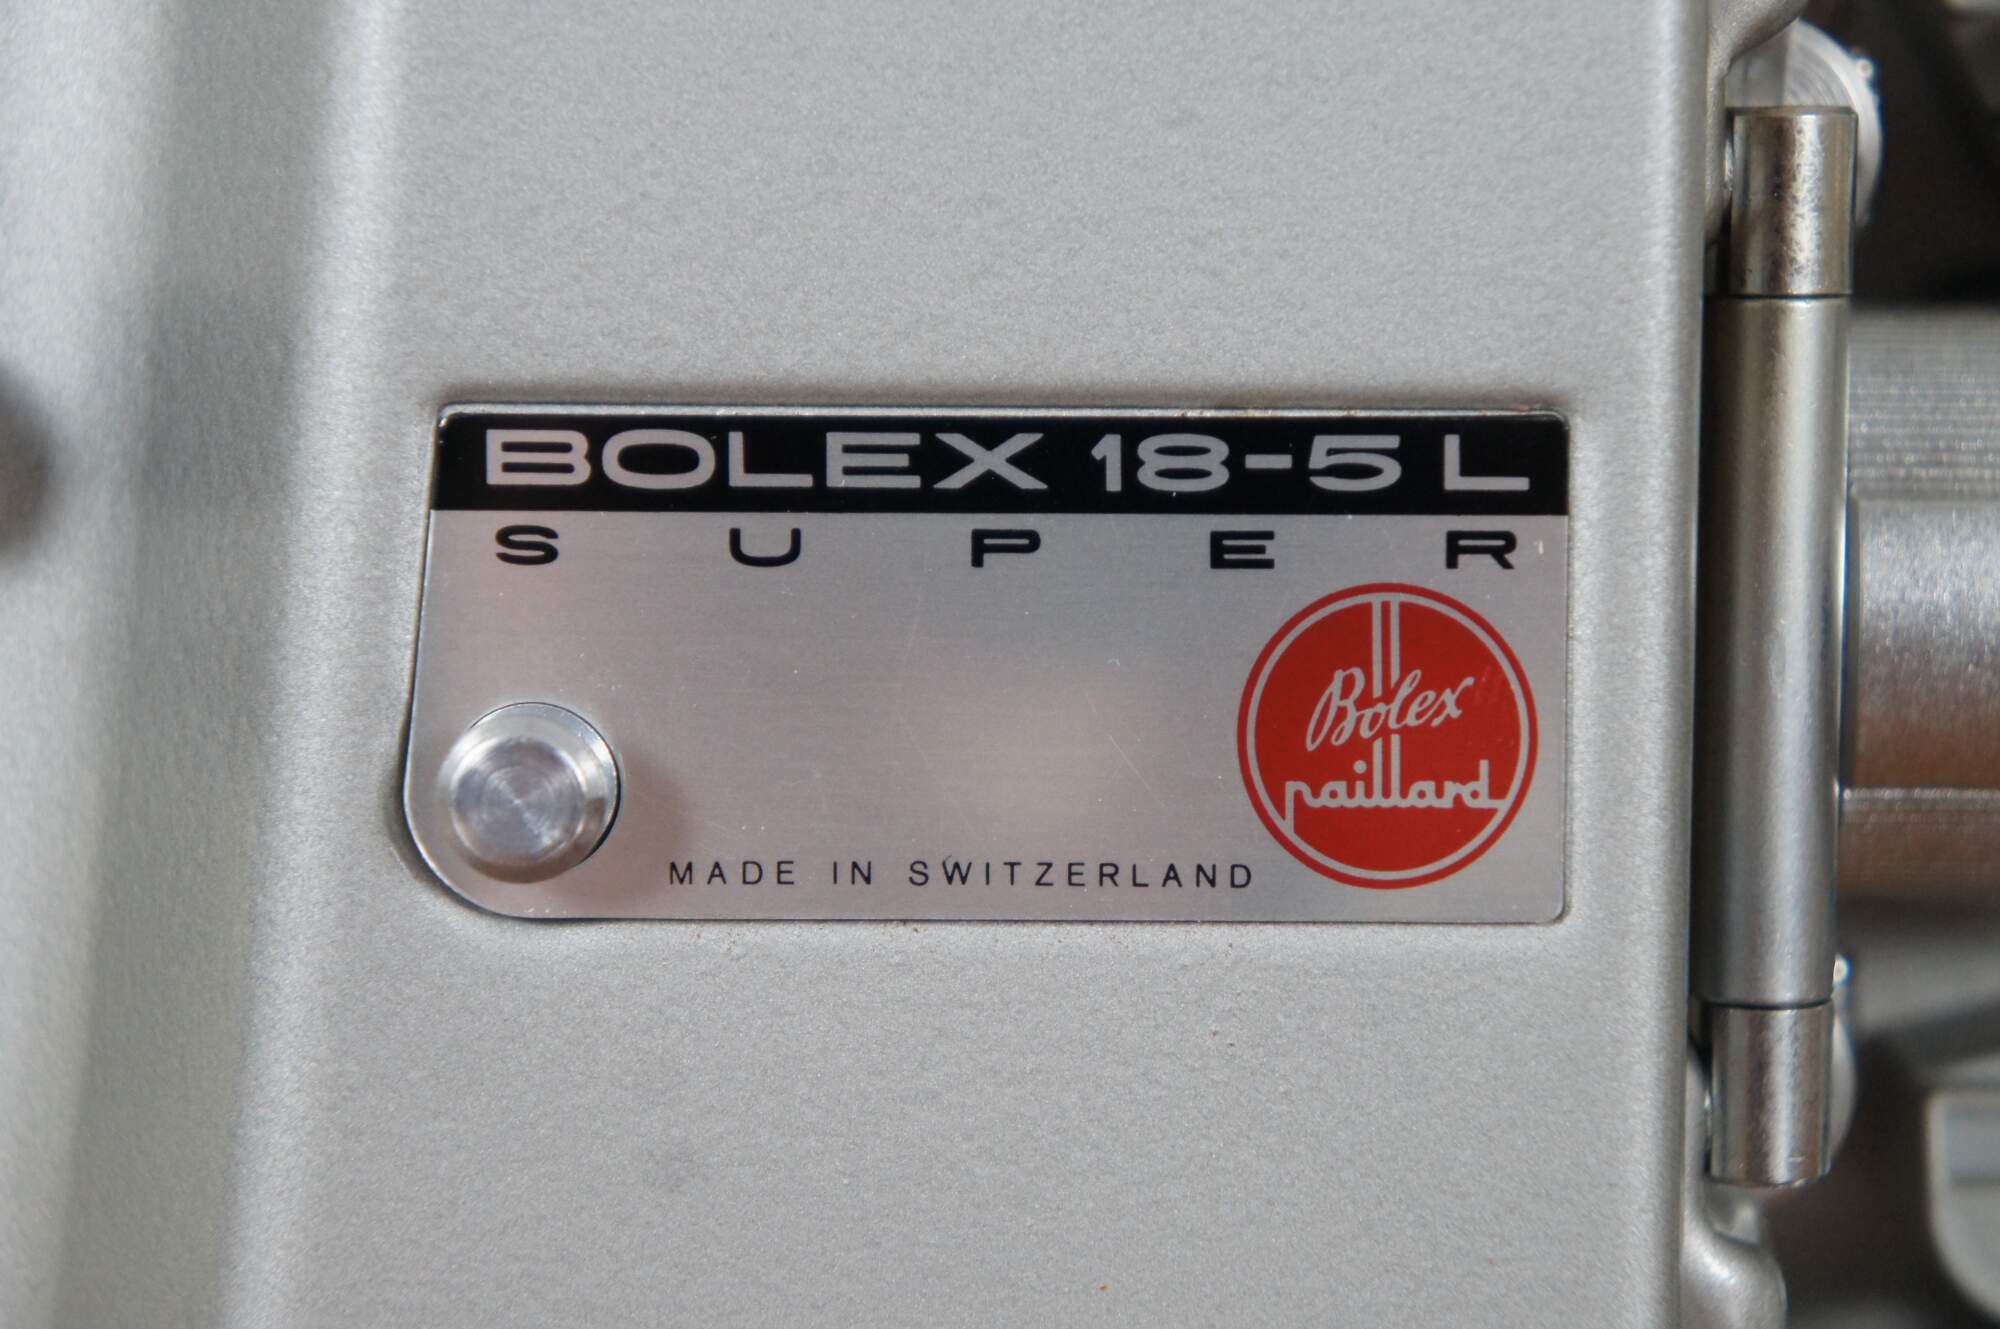 BOLEX 18-5 L
SUPER
Bolex
paillard
MADE IN SWITZERLAND